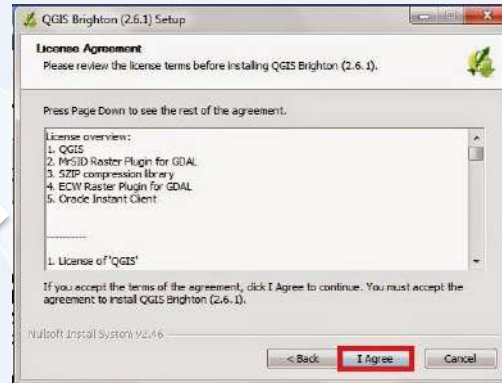 QGIS Brighton (2.6.1) Setup
License Agreement
Please review the license terms before installing QGIS Brighton (2.6.1).
Press Page Down to see the rest of the agreement.
License overview:
1. QGIS
2. MrSID Raster Plugin for GDAL
3. SZIP compression library
4. ECW Raster Plugin for GDAL
5. Oracle Instant Client
----------
1. License of 'QGIS'
If you accept the terms of the agreement, click I Agree to continue. You must accept the
agreement to install QGIS Brighton (2.6.1).
Nullsoft Install System v2.46
< Back I Agree Cancel